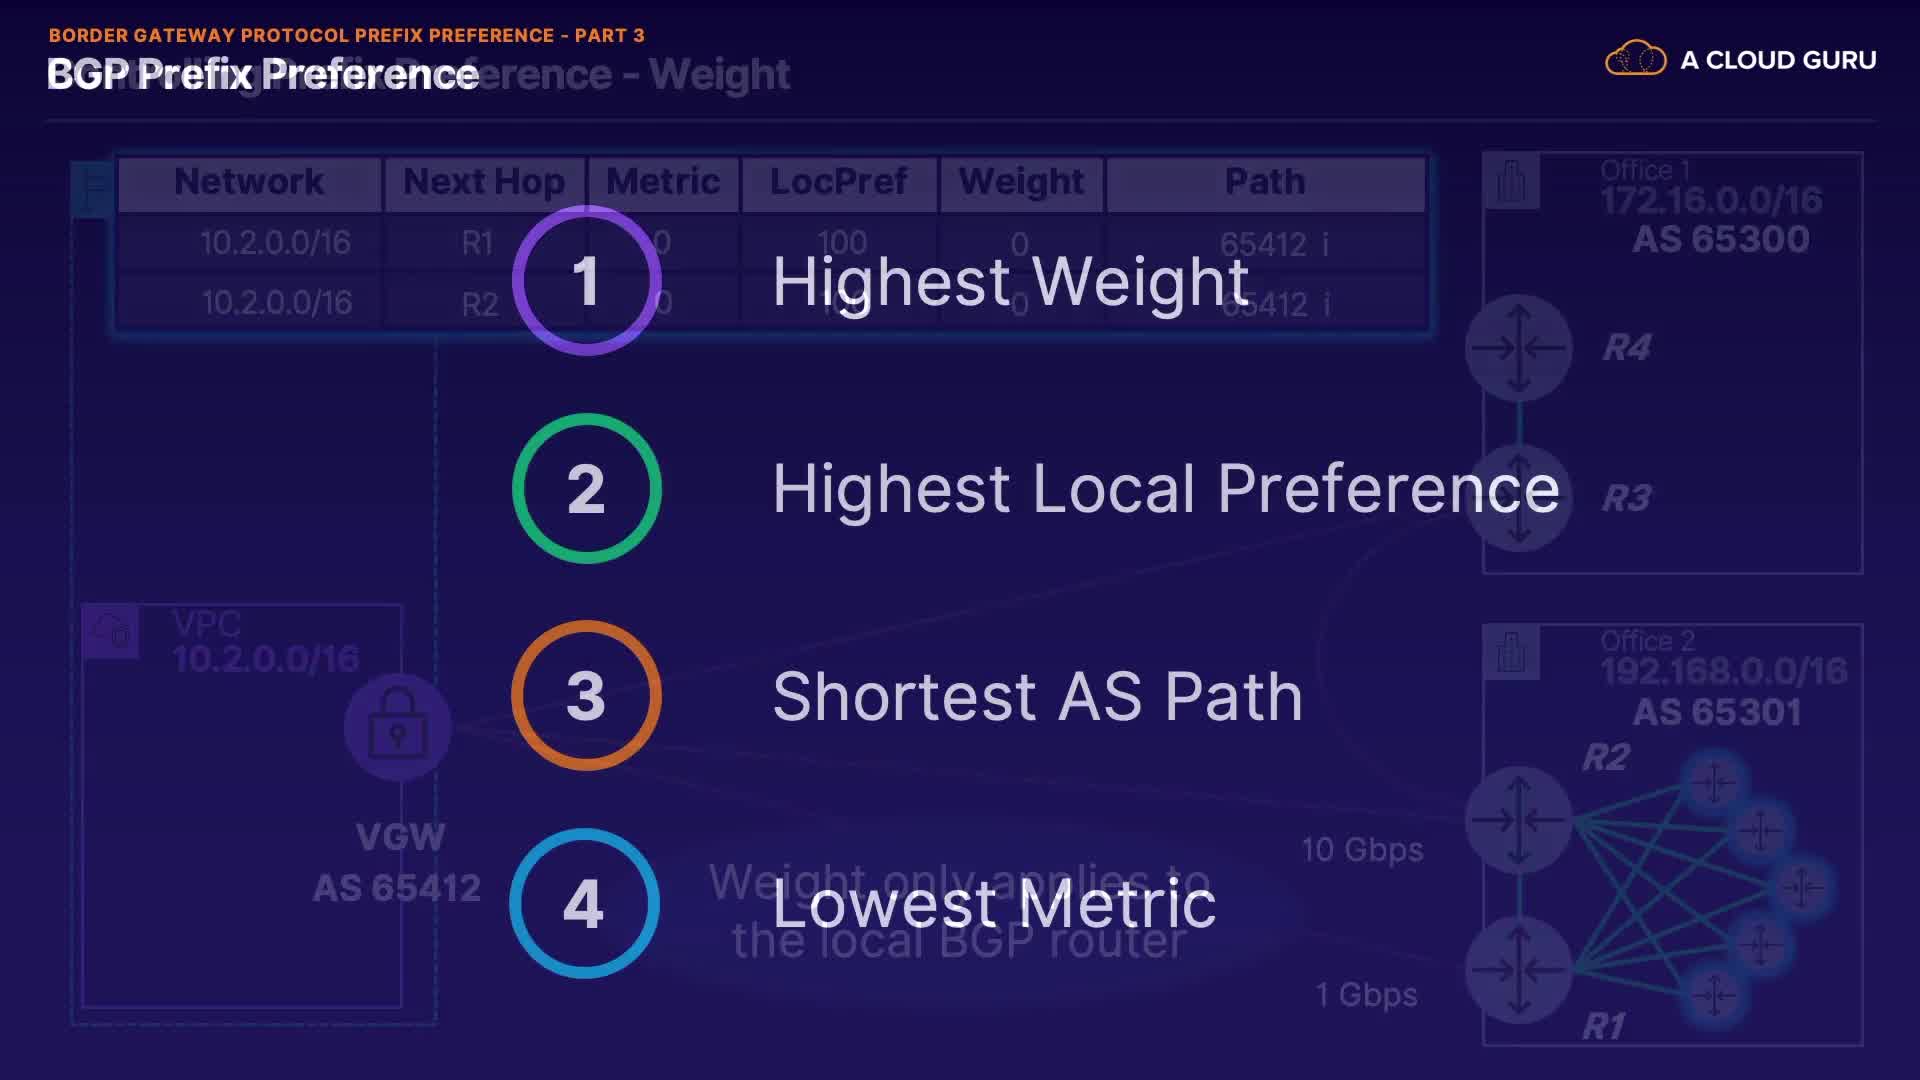 BORDER GATEWAY PROTOCOL PREFIX PREFERENCE - PART 3
BGP Prefix Preference
Preference - Weight
A CLOUD GURU
Network Next Hop Metric LocPref Weight Path
10.2.0.0/16 R1 0 100 0 65412 i
10.2.0.0/16 R2 0 100 0 65412 i
1 Highest Weight
2 Highest Local Preference
3 Shortest AS Path
4 Lowest Metric
Weight only applies to
the local BGP router
VPC
10.2.0.0/16
VGW
AS 65412
10 Gbps
1 Gbps
Office 1
172.16.0.0/16
AS 65300
R4
R3
Office 2
192.168.0.0/16
AS 65301
R2
R1